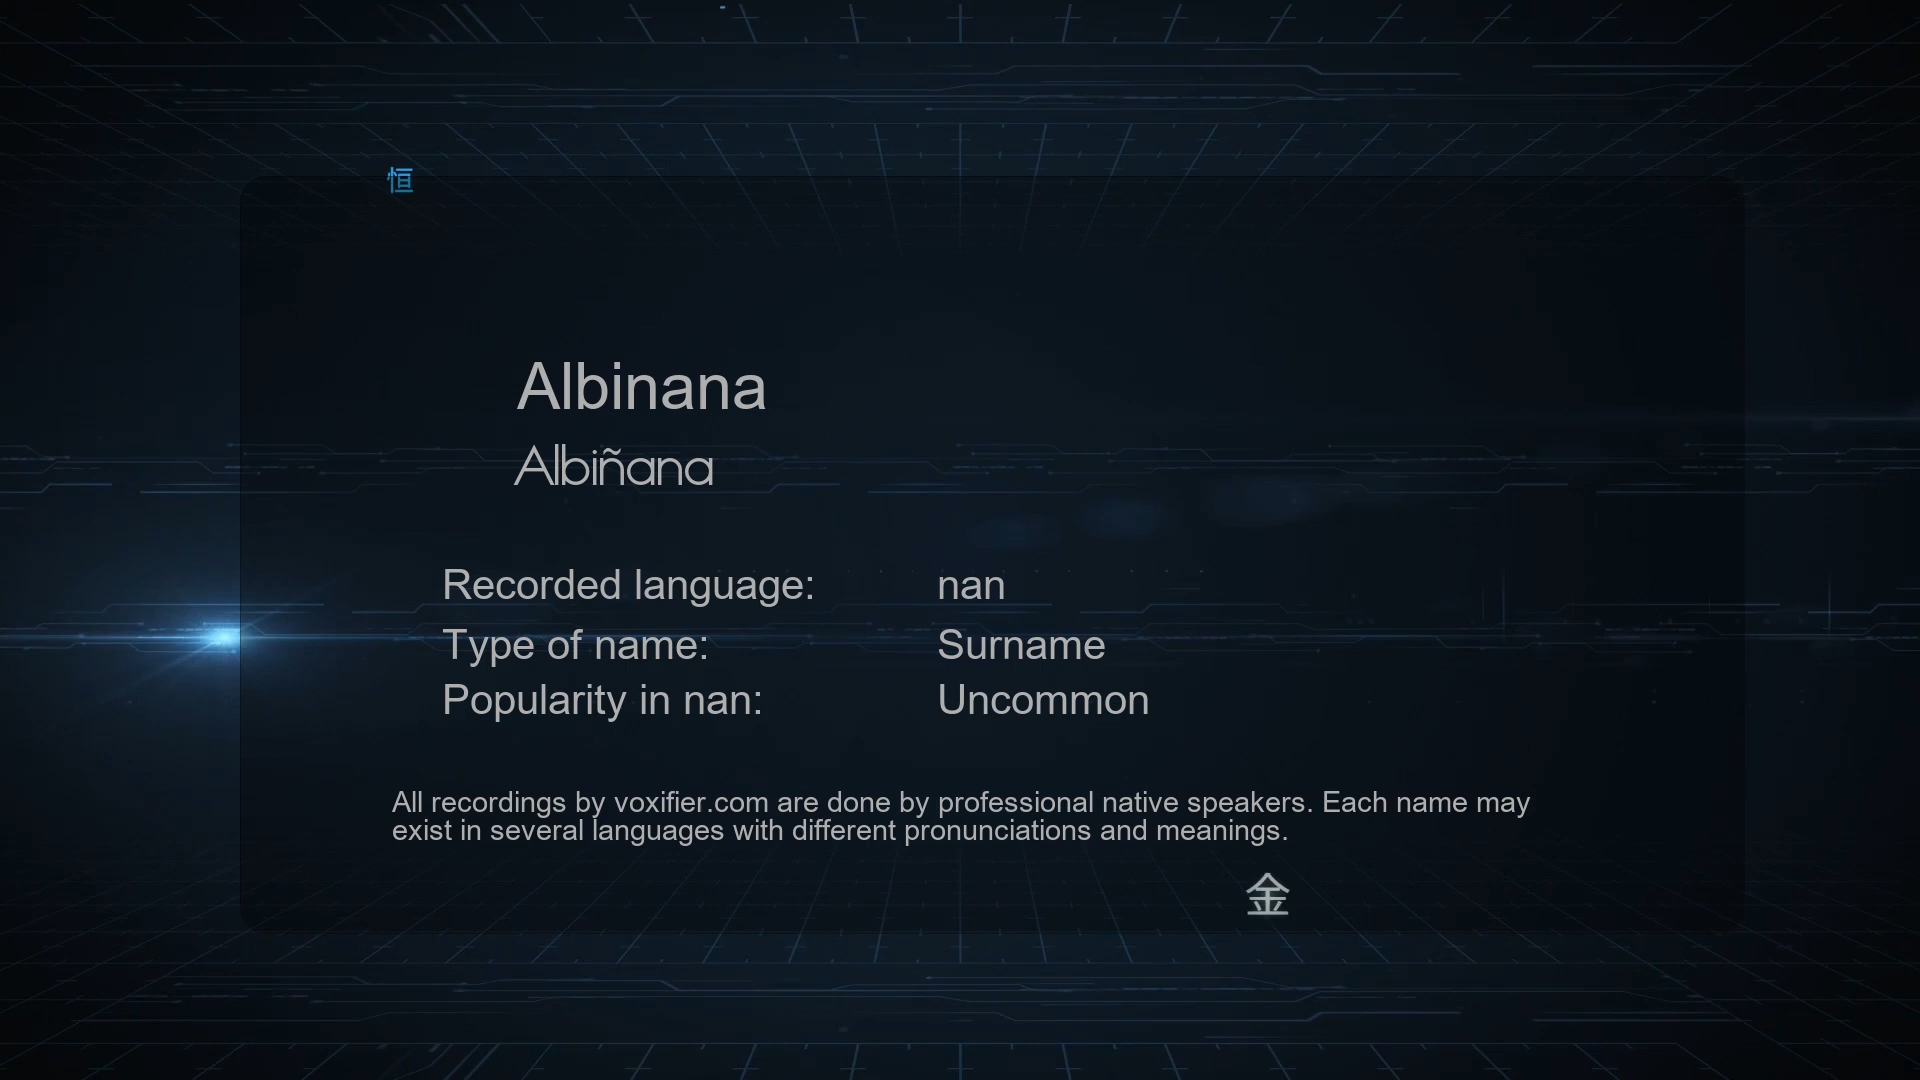 恒
Albinana
Albiñana
Recorded language: nan
Type of name: Surname
Popularity in nan: Uncommon
All recordings by voxifier.com are done by professional native speakers. Each name may
exist in several languages with different pronunciations and meanings.
金